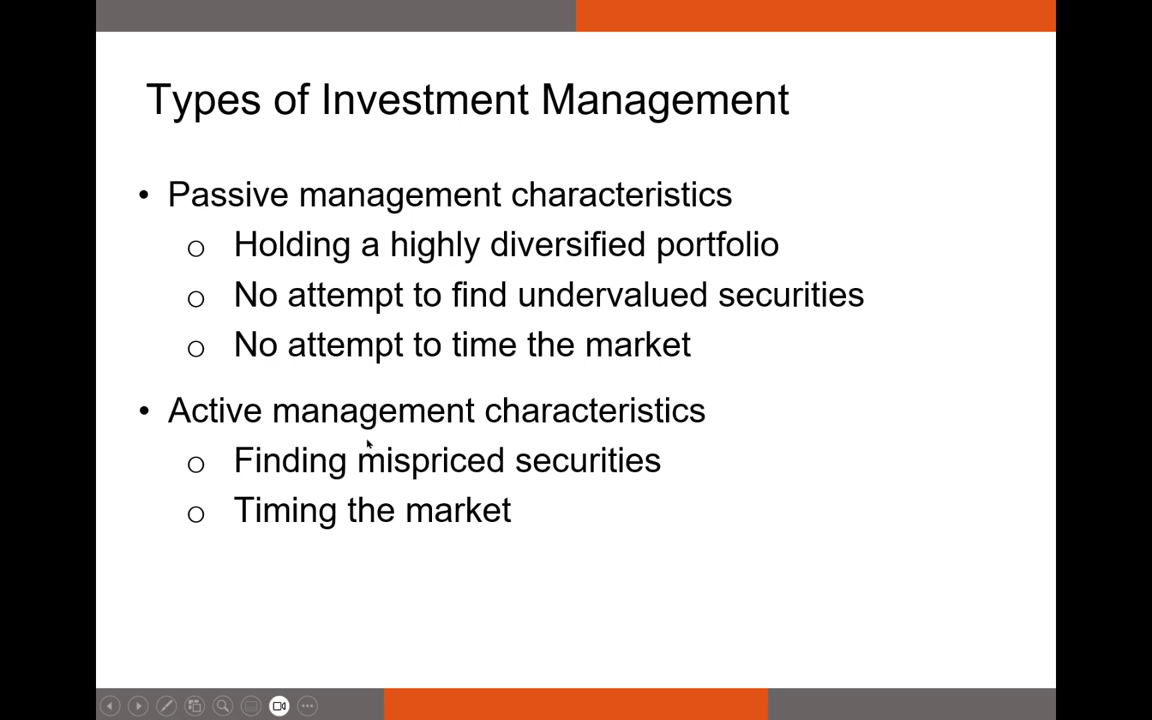 Types of Investment Management
• Passive management characteristics
o Holding a highly diversified portfolio
o No attempt to find undervalued securities
o No attempt to time the market
• Active management characteristics
o Finding mispriced securities
o Timing the market